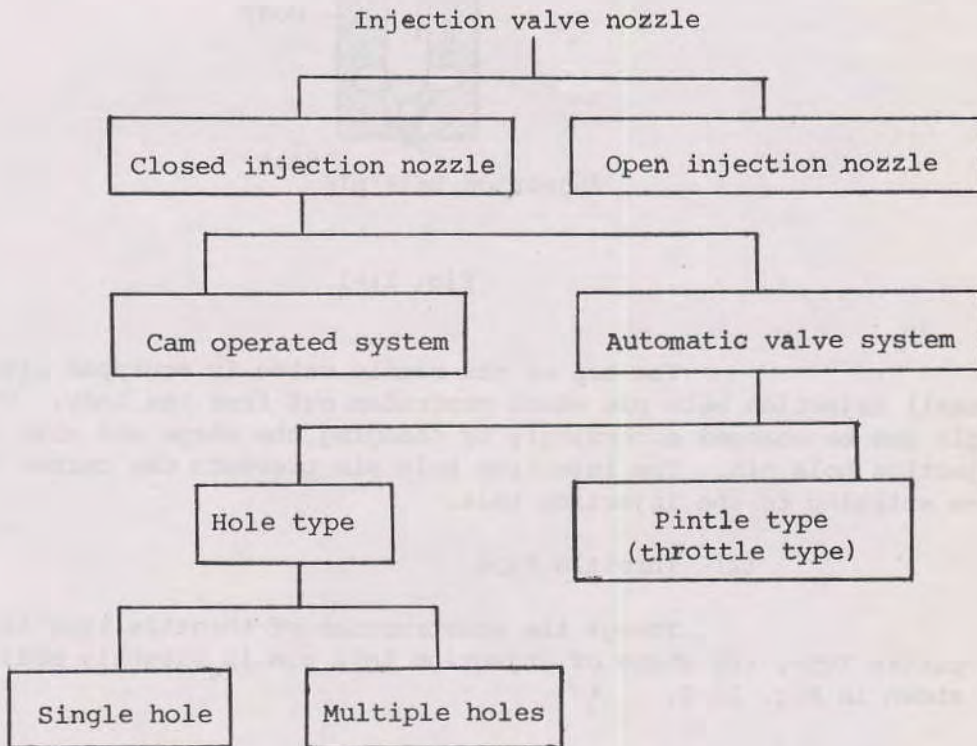 Injection valve nozzle
Closed injection nozzle
Open injection nozzle
Cam operated system
Automatic valve system
Hole type
Pintle type
(throttle type)
Single hole
Multiple holes